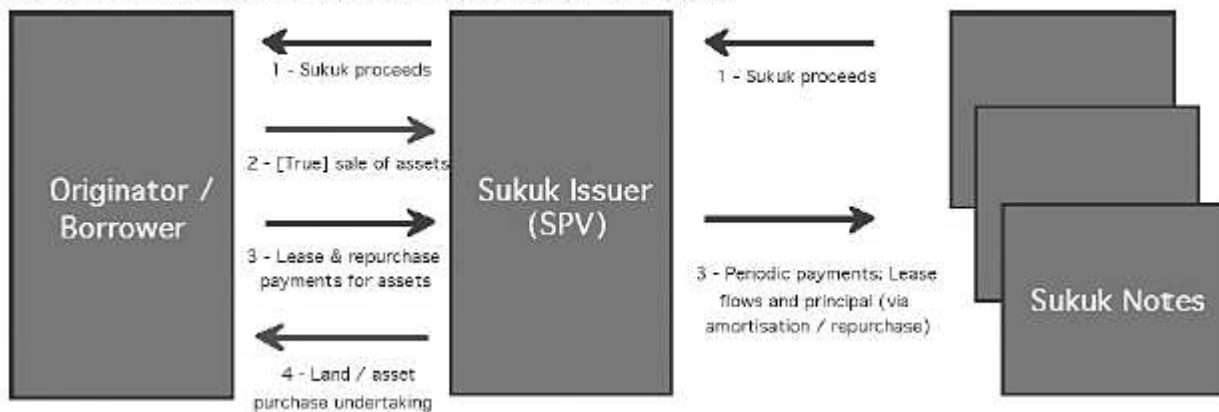 1 - Sukuk proceeds
2 - [True] sale of assets
Originator /
Borrower
3 - Lease & repurchase
payments for assets
4 - Land / asset
purchase undertaking
Sukuk Issuer
(SPV)
1 - Sukuk proceeds
3 - Periodic payments: Lease
flows and principal (via
amortisation / repurchase)
Sukuk Notes